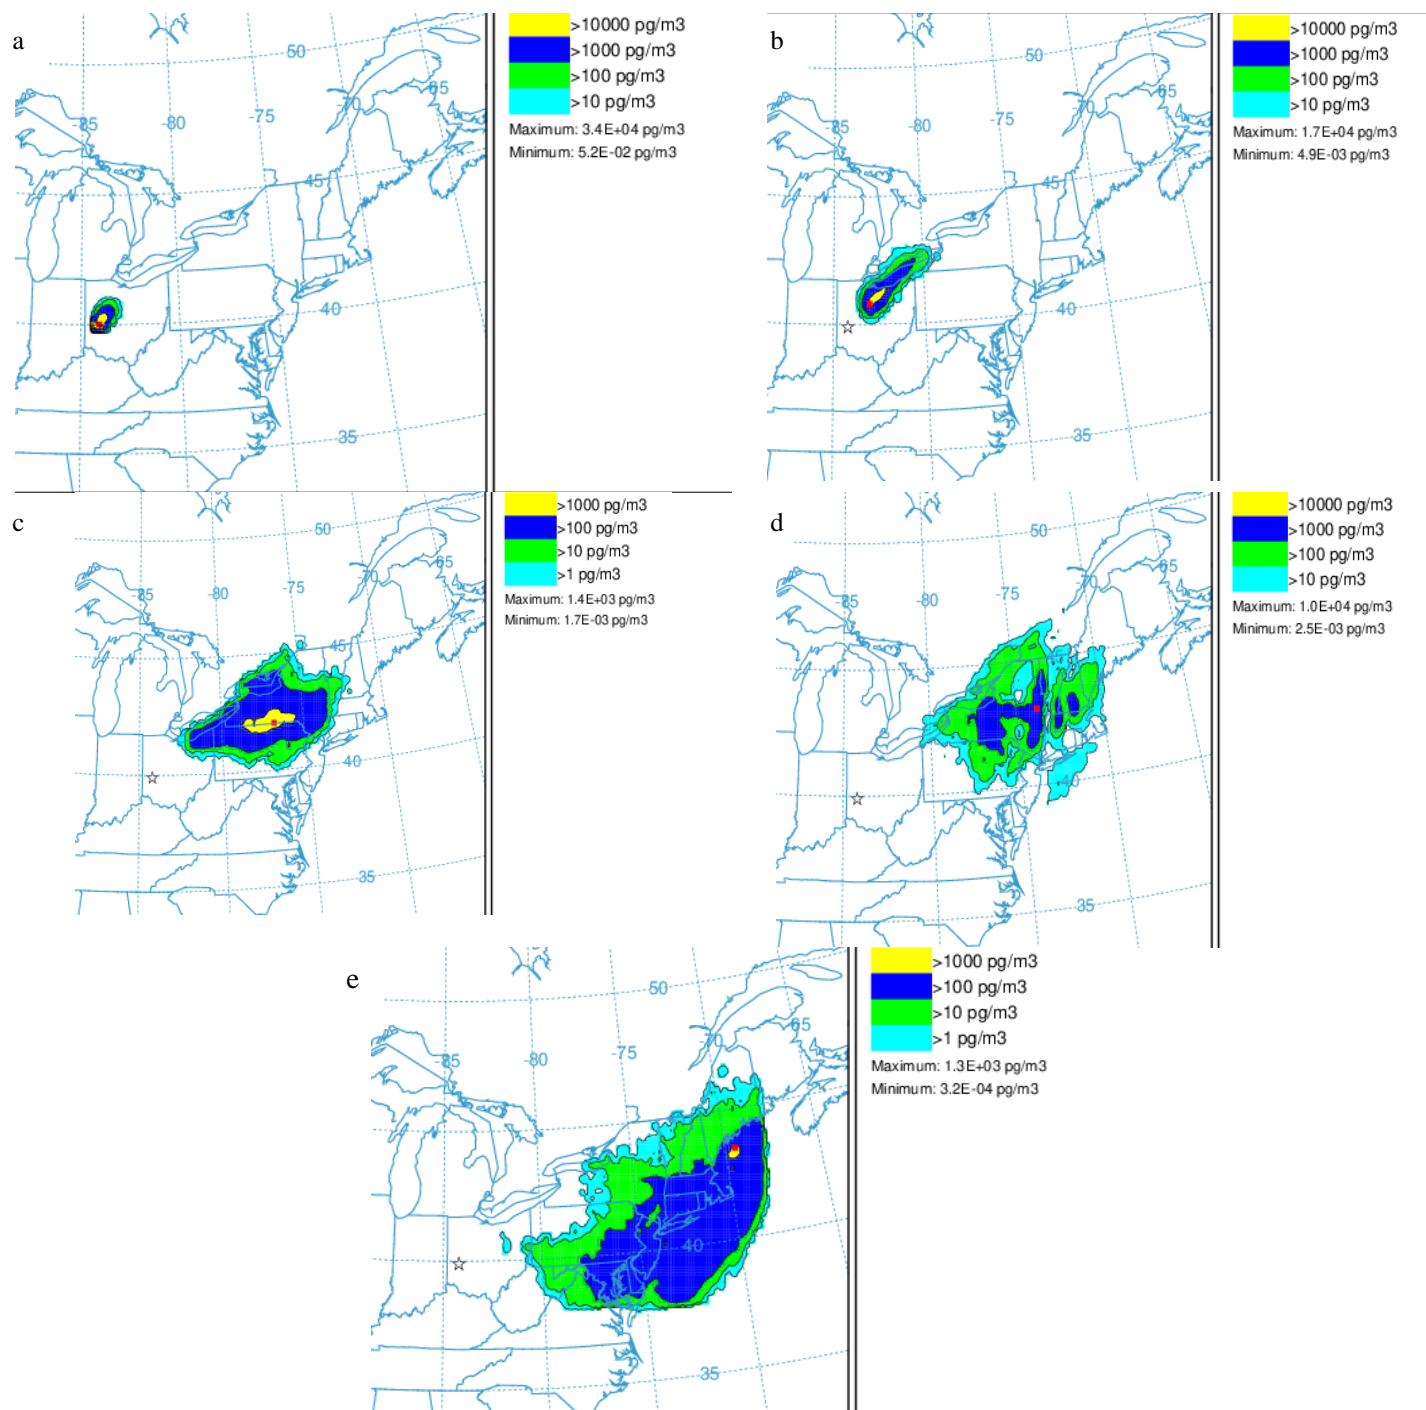 a
50
65
-70
-75
-80
-85
45
40
35
>10000 pg/m3
>1000 pg/m3
>100 pg/m3
>10 pg/m3
Maximum: 3.4E+04 pg/m3
Minimum: 5.2E-02 pg/m3
b
50
65
-70
-75
-80
-85
45
40
35
>10000 pg/m3
>1000 pg/m3
>100 pg/m3
>10 pg/m3
Maximum: 1.7E+04 pg/m3
Minimum: 4.9E-03 pg/m3
c
50
65
-70
-75
-80
-85
45
40
35
>1000 pg/m3
>100 pg/m3
>10 pg/m3
>1 pg/m3
Maximum: 1.4E+03 pg/m3
Minimum: 1.7E-03 pg/m3
d
50
65
-70
-75
-80
-85
40
35
>10000 pg/m3
>1000 pg/m3
>100 pg/m3
>10 pg/m3
Maximum: 1.0E+04 pg/m3
Minimum: 2.5E-03 pg/m3
e
50
65
70
-75
-80
-85
40
35
>1000 pg/m3
>100 pg/m3
>10 pg/m3
>1 pg/m3
Maximum: 1.3E+03 pg/m3
Minimum: 3.2E-04 pg/m3